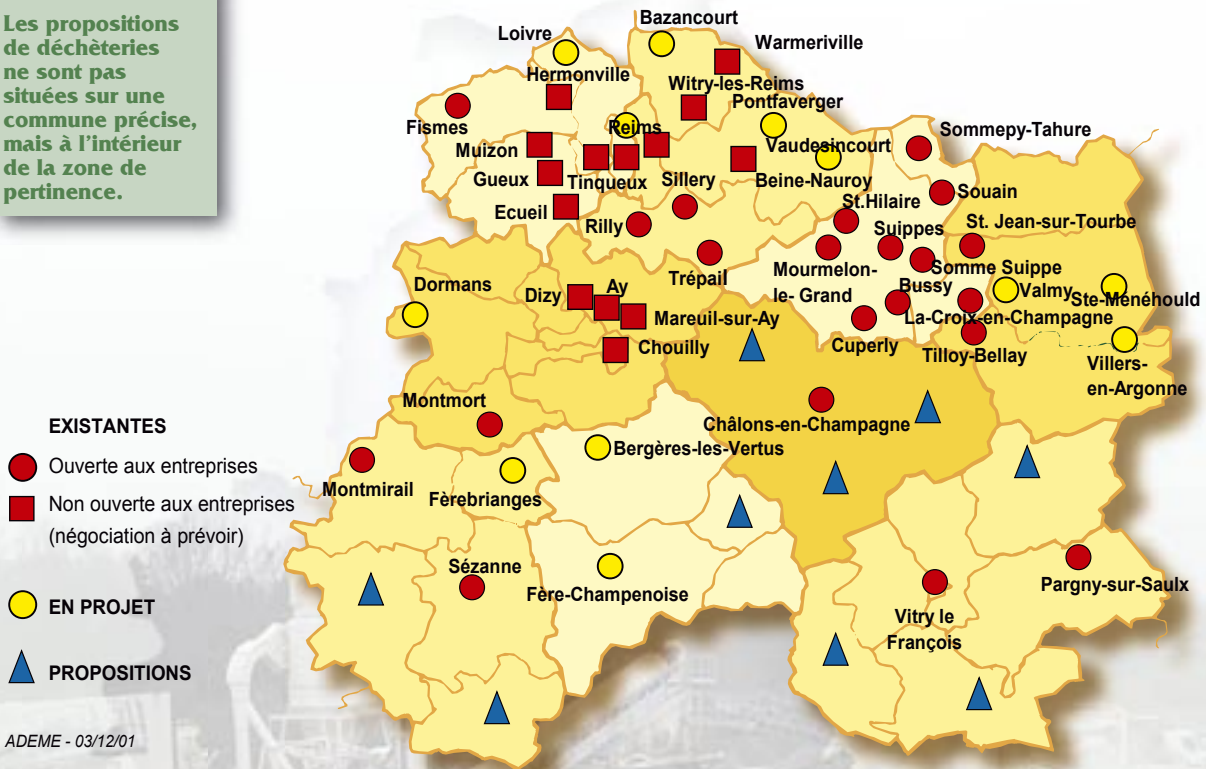 Les propositions
de déchèteries
ne sont pas
situées sur une
commune précise,
mais à l'intérieur
de la zone de
pertinence.
Bazancourt
Loivre
Warmeriville
Hermonville
Witry-les-Reims
Pontfaverger
Fismes
Reims
Sommepy-Tahure
Muizon
Vaudesincourt
Gueux
Tinqueux
Sillery
Beine-Nauroy
Souain
Ecueil
Rilly
St.Hilaire
St. Jean-sur-Tourbe
Suippes
Trépail
Mourmelon-
le- Grand
Somme Suippe
Dormans
Bussy
Valmy
Ste-Ménéhould
Dizy
Ay
Mareuil-sur-Ay
La-Croix-en-Champagne
Chouilly
Cuperly
Tilloy-Bellay
Villers-
en-Argonne
Montmort
Châlons-en-Champagne
Bergères-les-Vertus
Montmirail
Fèrebrianges
Sézanne
Fère-Champenoise
Pargny-sur-Saulx
Vitry le
François
EXISTANTES
Ouverte aux entreprises
Non ouverte aux entreprises
(négociation à prévoir)
EN PROJET
PROPOSITIONS
ADEME - 03/12/01